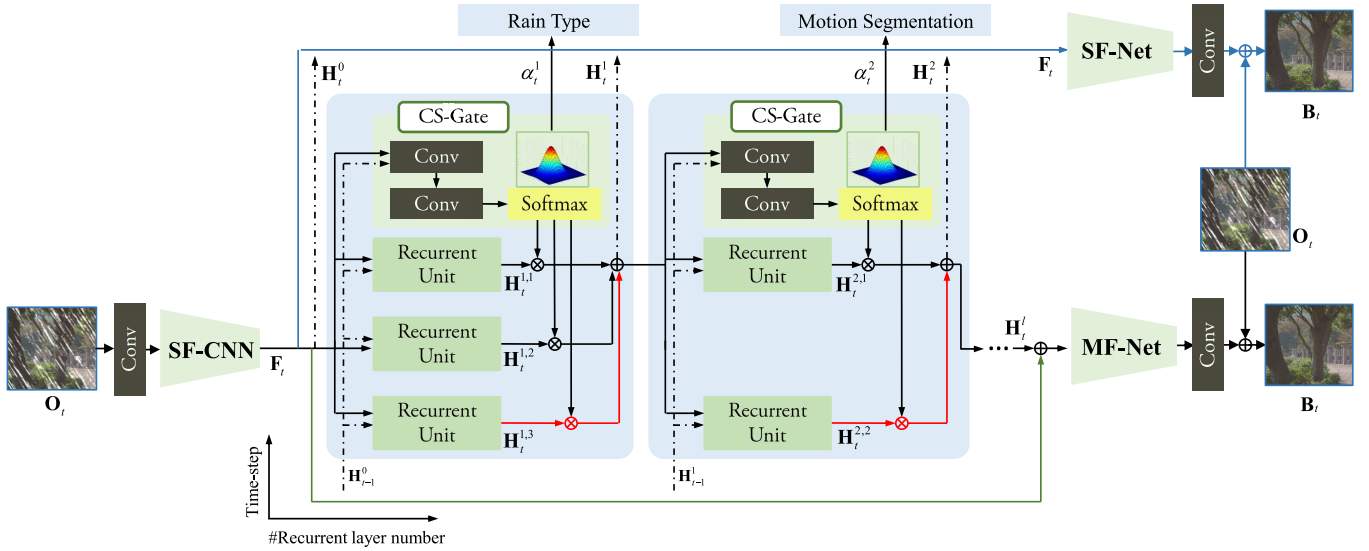 Rain Type
Motion Segmentation
H_t^0
α_t^1
H_t^1
α_t^2
H_t^2
F_t
SF-Net
Conv
B_t
CS-Gate
Conv
Conv
Softmax
CS-Gate
Conv
Conv
Softmax
O_t
Recurrent
Unit
H_t^{1,1}
Recurrent
Unit
H_t^{2,1}
O_t
Conv
SF-CNN
F_t
Recurrent
Unit
H_t^{1,2}
H_t^l
MF-Net
Conv
B_t
Recurrent
Unit
H_t^{1,3}
Recurrent
Unit
H_t^{2,2}
H_{t-1}^0
H_{t-1}^1
Time-step
#Recurrent layer number